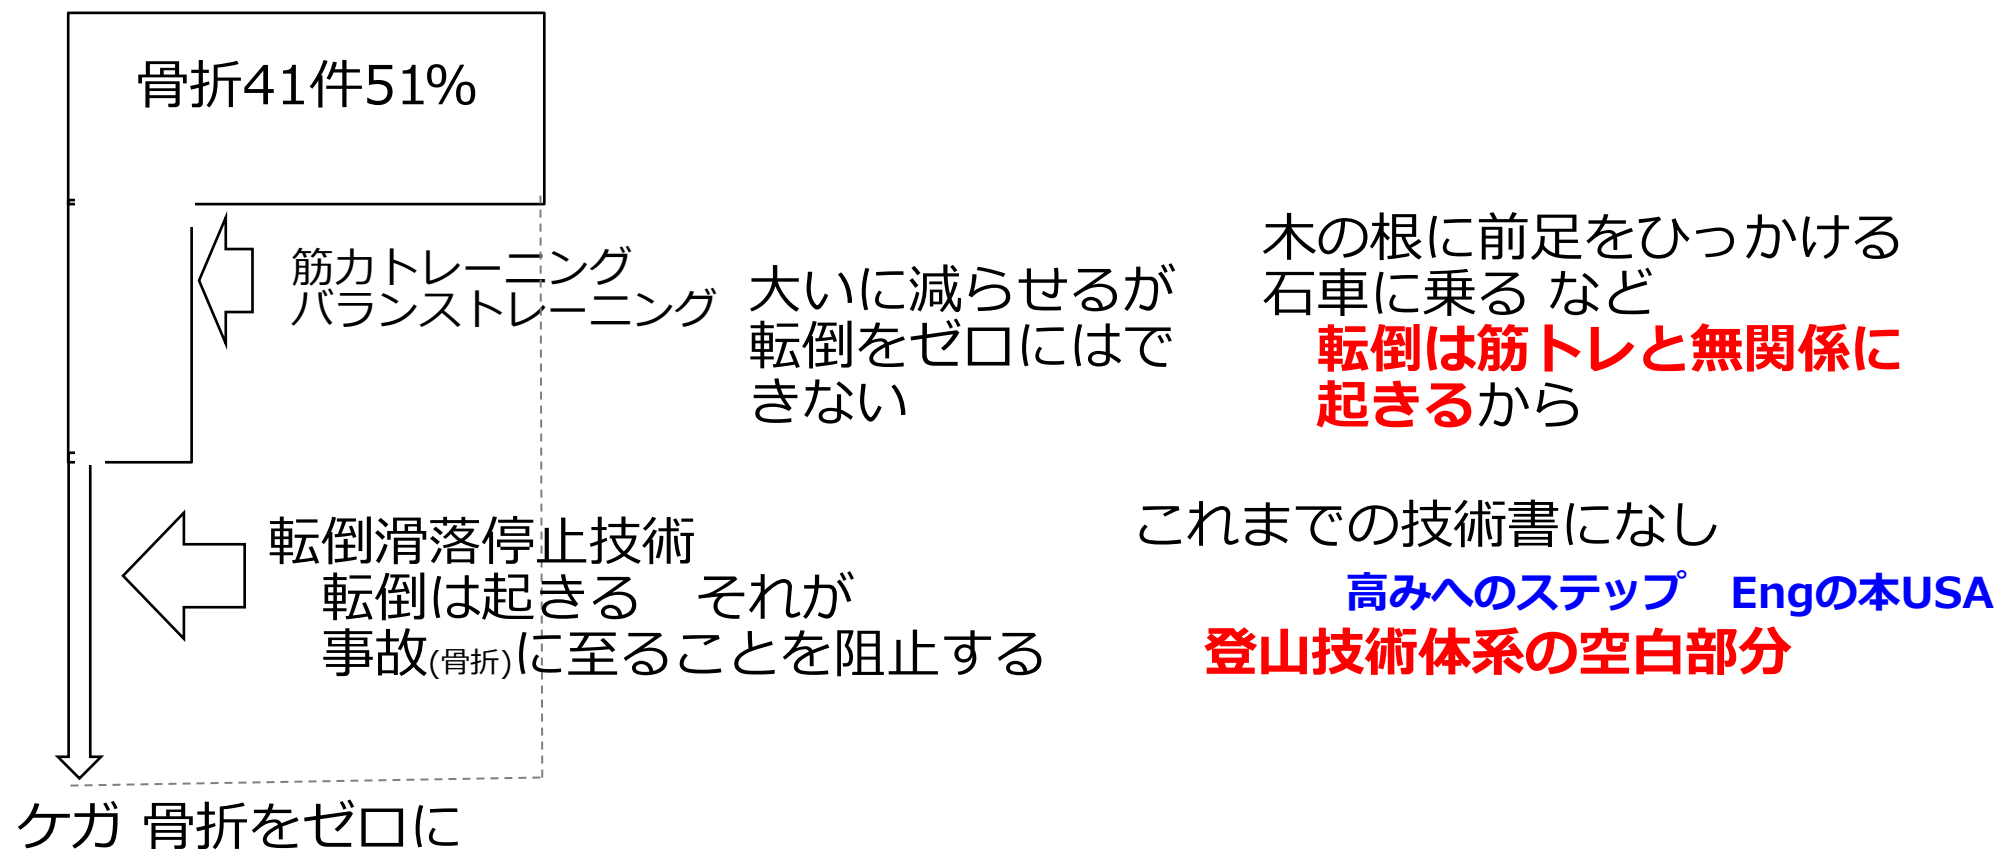 骨折41件51%
筋力トレーニング
バランストレーニング
大いに減らせるが
転倒をゼロにはで
きない
木の根に前足をひっかける
石車に乗る など
転倒は筋トレと無関係に
起きるから
転倒滑落停止技術
転倒は起きる　それが
事故(骨折)に至ることを阻止する
これまでの技術書になし
高みへのステップ　Engの本USA
登山技術体系の空白部分
ケガ 骨折をゼロに